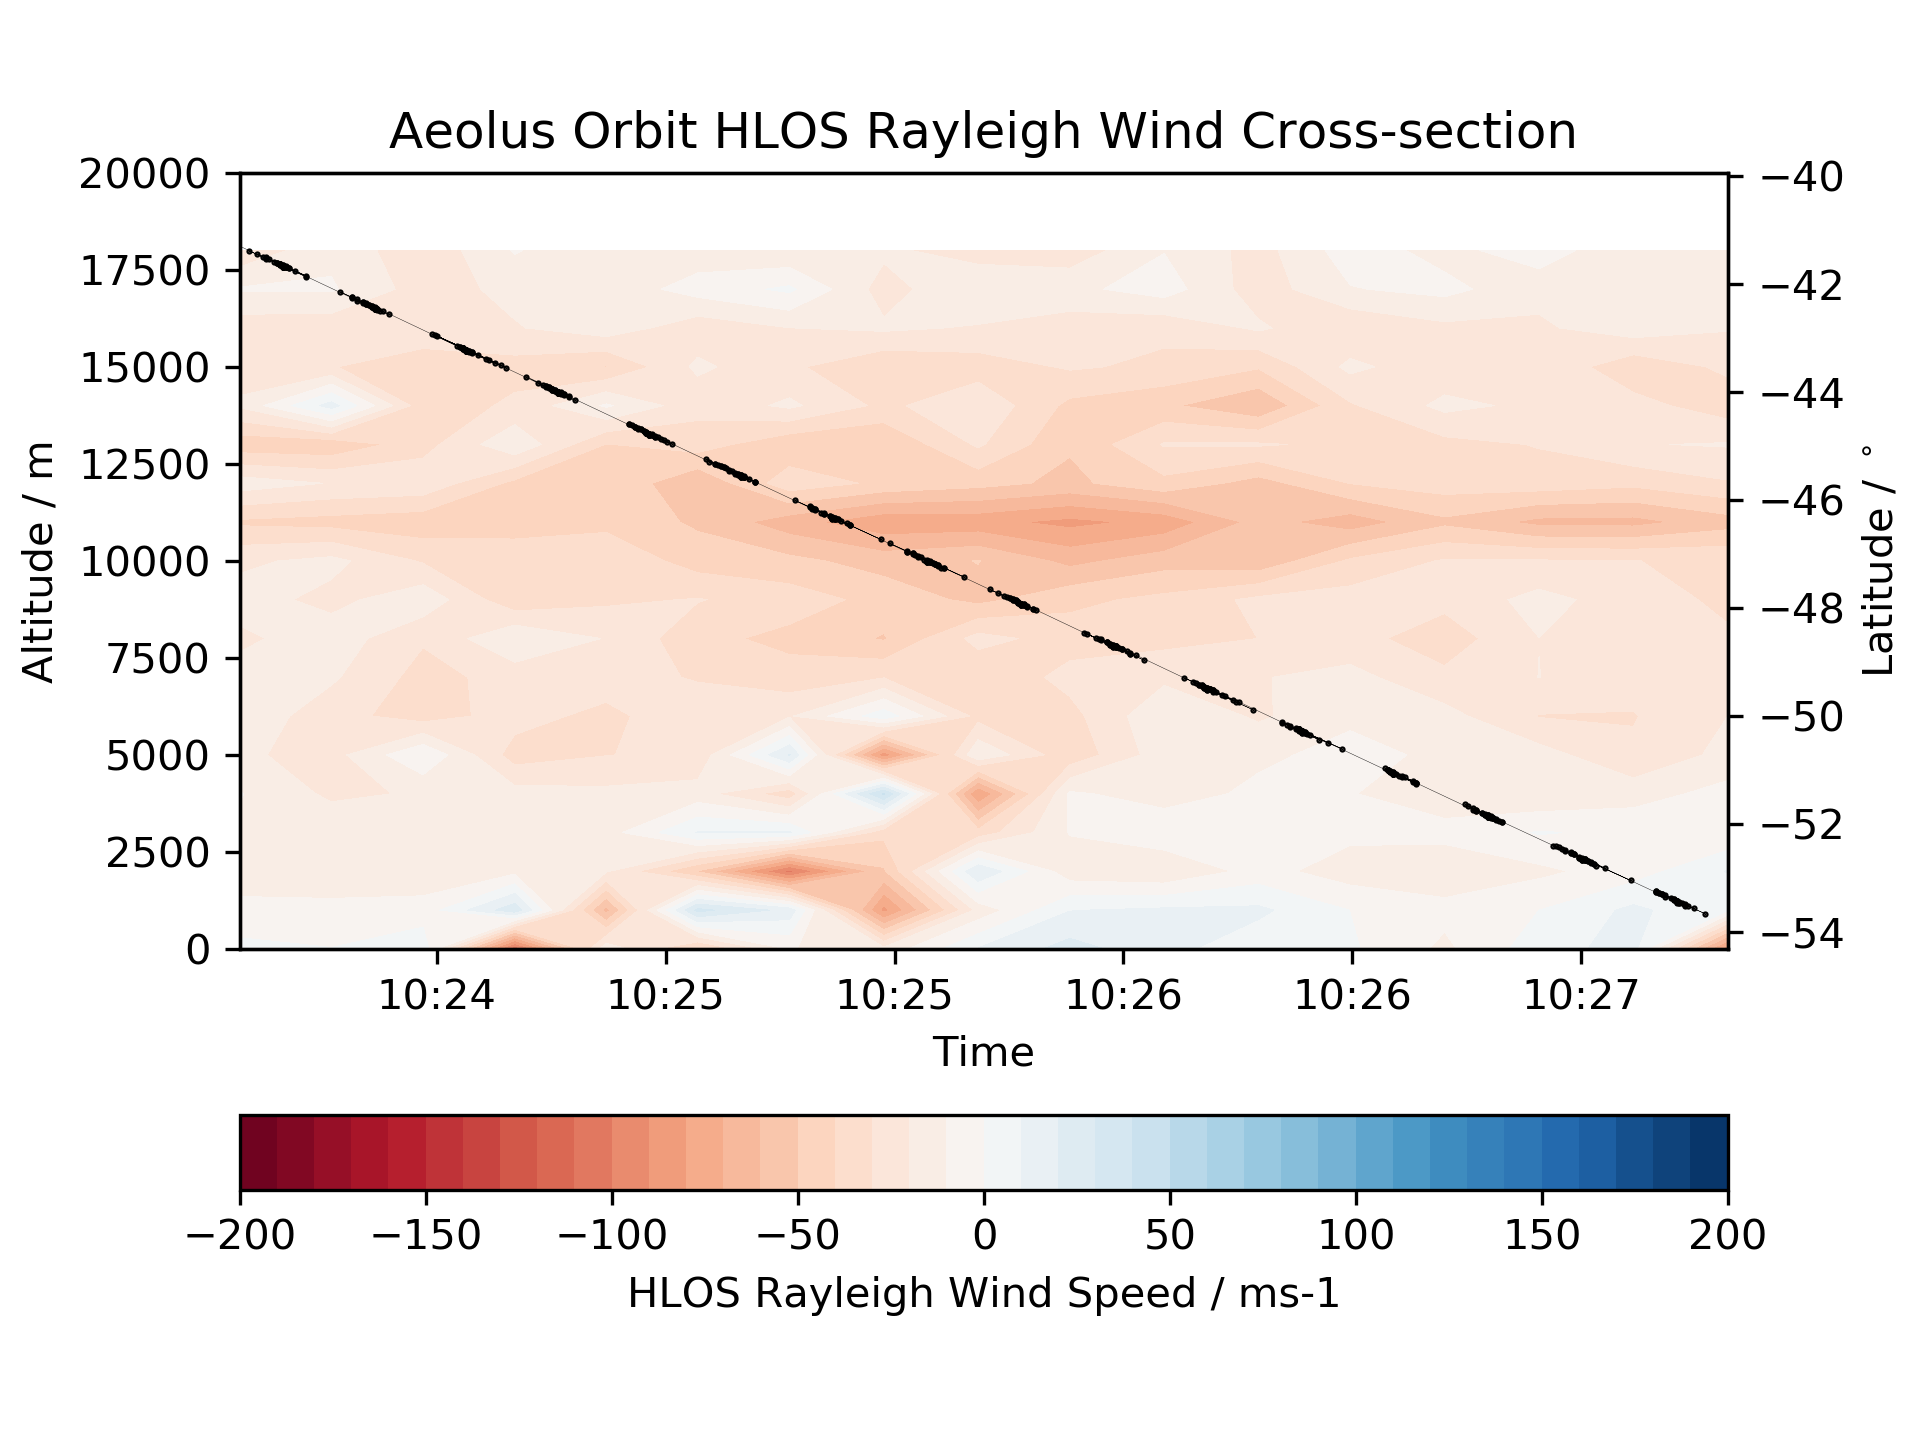 Aeolus Orbit HLOS Rayleigh Wind Cross-section
20000
17500
15000
12500
10000
7500
5000
2500
0
Altitude / m
−40
−42
−44
−46
−48
−50
−52
−54
Latitude / °
10:24 10:25 10:25 10:26 10:26 10:27
Time
−200 −150 −100 −50 0 50 100 150 200
HLOS Rayleigh Wind Speed / ms-1